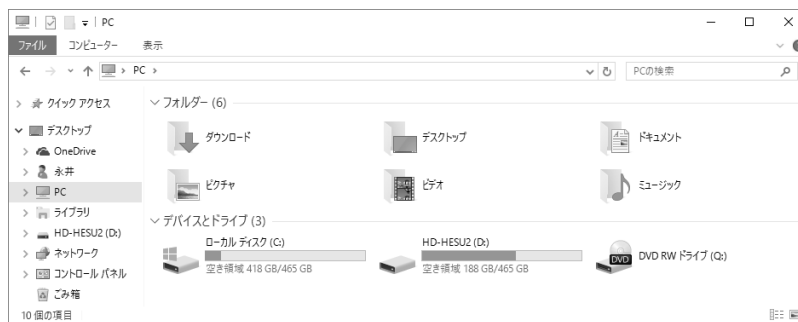 PC
ファイル コンピューター 表示
PC
PCの検索
クイック アクセス
デスクトップ
OneDrive
永井
PC
ライブラリ
HD-HESU2 (D:)
ネットワーク
コントロール パネル
ごみ箱
フォルダー (6)
ダウンロード
デスクトップ
ドキュメント
ピクチャ
ビデオ
ミュージック
デバイスとドライブ (3)
ローカル ディスク (C:)
空き領域 418 GB/465 GB
HD-HESU2 (D:)
空き領域 188 GB/465 GB
DVD
DVD RW ドライブ (Q:)
10 個の項目